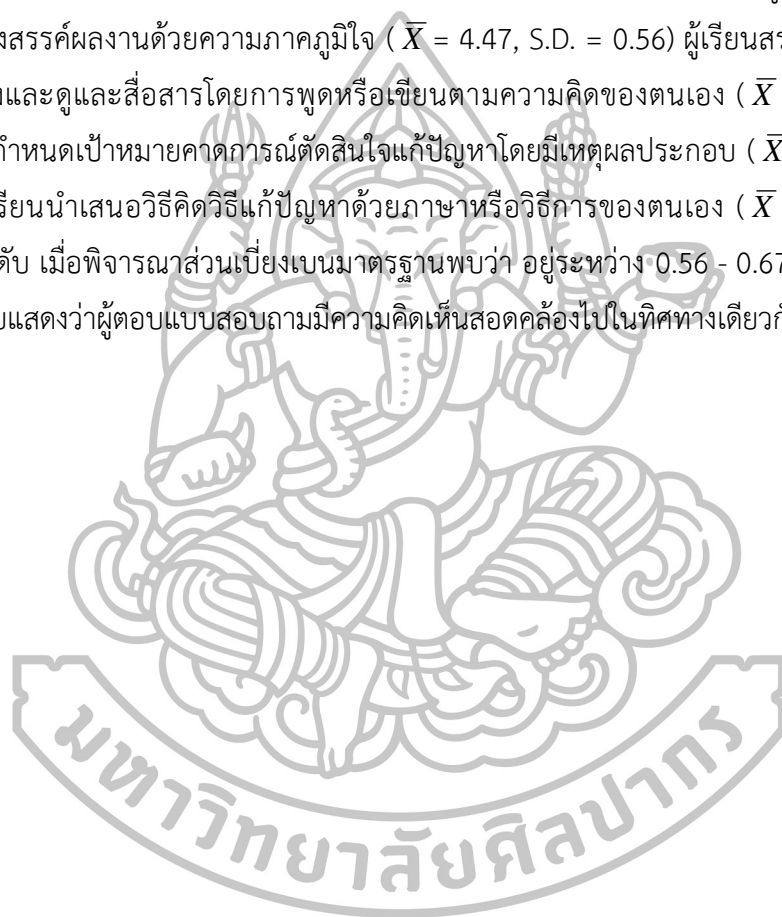 งสรรค์ผลงานด้วยความภาคภูมิใจ ( X̅ = 4.47, S.D. = 0.56) ผู้เรียนสร
และดูและสื่อสารโดยการพูดหรือเขียนตามความคิดของตนเอง ( X̅
กำหนดเป้าหมายคาดการณ์ตัดสินใจแก้ปัญหาโดยมีเหตุผลประกอบ ( X̅
รียนนำเสนอวิธีคิดวิธีแก้ปัญหาด้วยภาษาหรือวิธีการของตนเอง ( X̅
ดับ เมื่อพิจารณาส่วนเบี่ยงเบนมาตรฐานพบว่า อยู่ระหว่าง 0.56 - 0.67
แสดงว่าผู้ตอบแบบสอบถามมีความคิดเห็นสอดคล้องไปในทิศทางเดียวกั
มหาวิทยาลัยศิลปากร